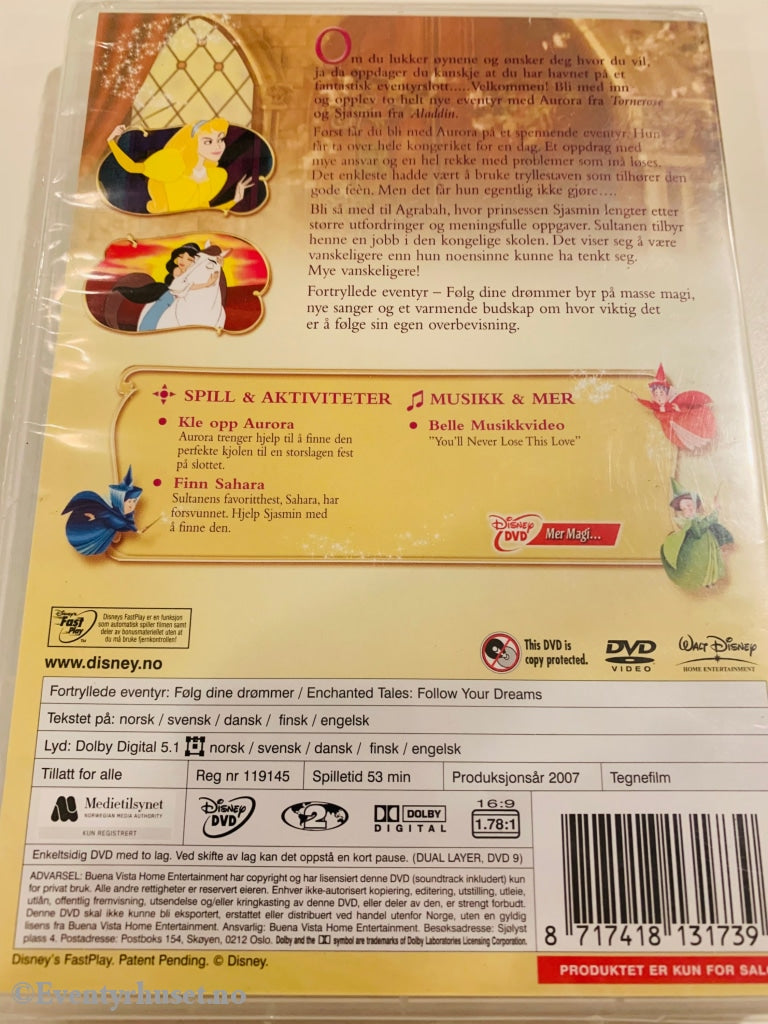 Om du lukker øynene og ønsker deg hvor du vil,
ja da oppdager du kanskje at du har havnet på et
fantastisk eventyrslott.....Velkommen! Bli med inn
og opplev to helt nye eventyr med Aurora fra Tornerose
og Sjasmin fra Aladdin.
Først får du bli med Aurora på et spennende eventyr. Hun
får ta over hele kongeriket for en dag. Et oppdrag med
mye ansvar og en hel rekke med problemer som må løses.
Det enkleste hadde vært å bruke tryllestaven som tilhører den
gode feèn. Men det får hun egentlig ikke gjøre....
Bli så med til Agrabah, hvor prinsessen Sjasmin lengter etter
større utfordringer og meningsfulle oppgaver. Sultanen tilbyr
henne en jobb i den kongelige skolen. Det viser seg å være
vanskeligere enn hun noensinne kunne ha tenkt seg.
Mye vanskeligere!
Fortryllede eventyr – Følg dine drømmer byr på masse magi,
nye sanger og et varmende budskap om hvor viktig det
er å følge sin egen overbevisning.
SPILL & AKTIVITETER
• Kle opp Aurora
Aurora trenger hjelp til å finne den
perfekte kjolen til en storslagen fest
på slottet.
• Finn Sahara
Sultanens favoritthest, Sahara, har
forsvunnet. Hjelp Sjasmin med
å finne den.
MUSIKK & MER
• Belle Musikkvideo
"You'll Never Lose This Love"
Disney DVD Mer Magi...
Disney's Fast Play ™
Disneys FastPlay er en funksjon
som automatisk spiller filmen samt
deler av bonusmaterialet uten at
du må bruke fjernkontrollen!
www.disney.no
This DVD is
copy protected.
DVD VIDEO
Walt Disney
HOME ENTERTAINMENT
Fortryllede eventyr: Følg dine drømmer / Enchanted Tales: Follow Your Dreams
Tekstet på: norsk / svensk / dansk / finsk / engelsk
Lyd: Dolby Digital 5.1 norsk / svensk / dansk / finsk / engelsk
Tillatt for alle Reg nr 119145 Spilletid 53 min Produksjonsår 2007 Tegnefilm
Medietilsynet
NORWEGIAN MEDIA AUTHORITY
KUN REGISTRERT
Disney DVD
2
DOLBY
DIGITAL
16:9
1.78:1
Enkeltsidig DVD med to lag. Ved skifte av lag kan det oppstå en kort pause. (DUAL LAYER, DVD 9)
ADVARSEL: Buena Vista Home Entertainment har copyright og har lisensiert denne DVD (soundtrack inkludert) kun
for privat bruk. Alle andre rettigheter er reservert eieren. Enhver ikke-autorisert kopiering, editering, utstilling, utleie,
utlån, offentlig fremvisning, utsendelse og/eller kringkasting av denne DVD, eller deler av den, er strengt forbudt.
Denne DVD skal ikke kunne bli eksportert, erstattet eller distribuert ved handel utenfor Norge, uten en gyldig
lisens fra Buena Vista Home Entertainment. Ansvarlig: Buena Vista Home Entertainment. Besøksadresse: Sjølyst
plass 4. Postadresse: Postboks 154, Skøyen, 0212 Oslo. Dolby and the symbol are trademarks of Dolby Laboratories Licensing Corporation.
8 717418 131739
Disney's FastPlay. Patent Pending. © Disney.
PRODUKTET ER KUN FOR SALG
©Eventyrhuset.no